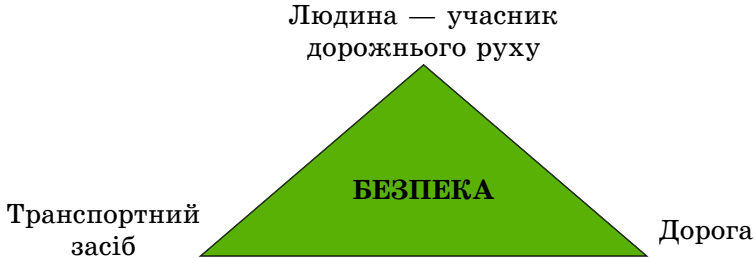 Людина — учасник
дорожнього руху
БЕЗПЕКА
Транспортний
засіб
Дорога